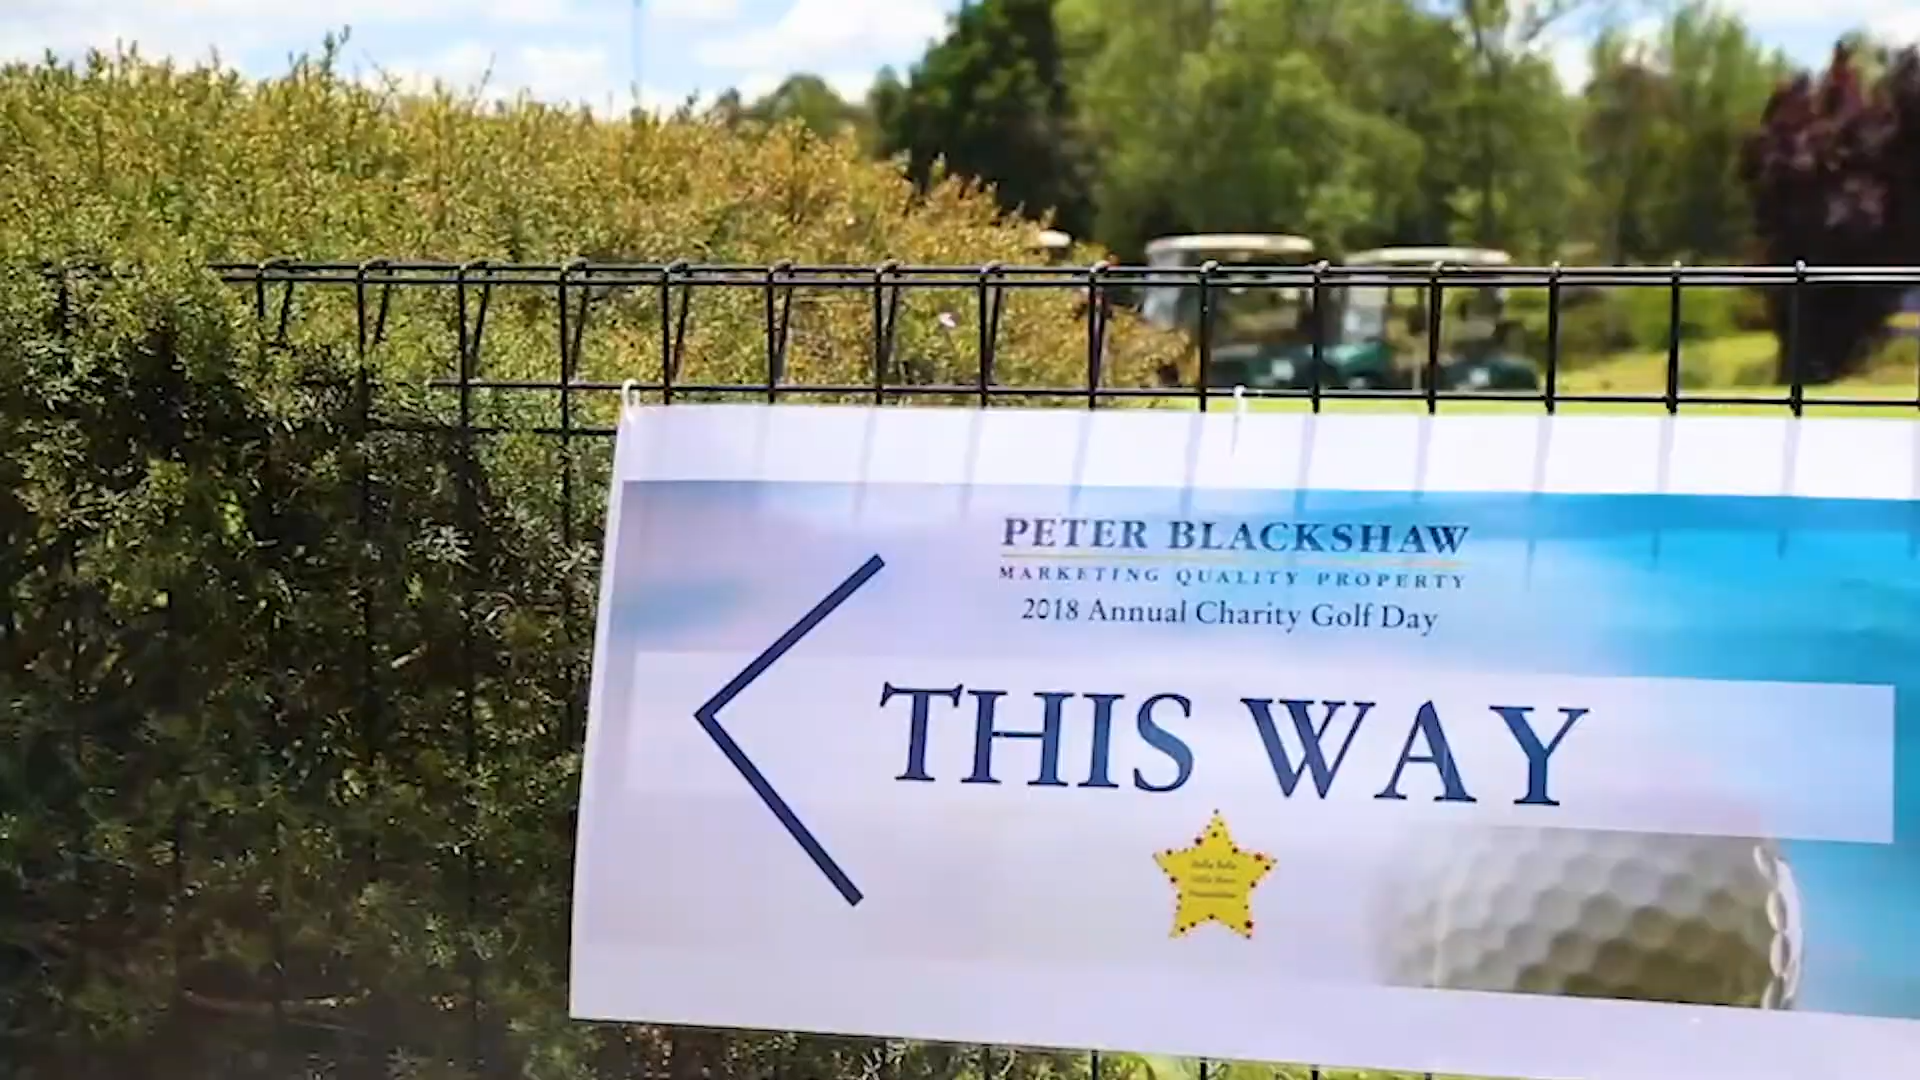 PETER BLACKSHAW
MARKETING QUALITY PROPERTY
2018 Annual Charity Golf Day
THIS WAY